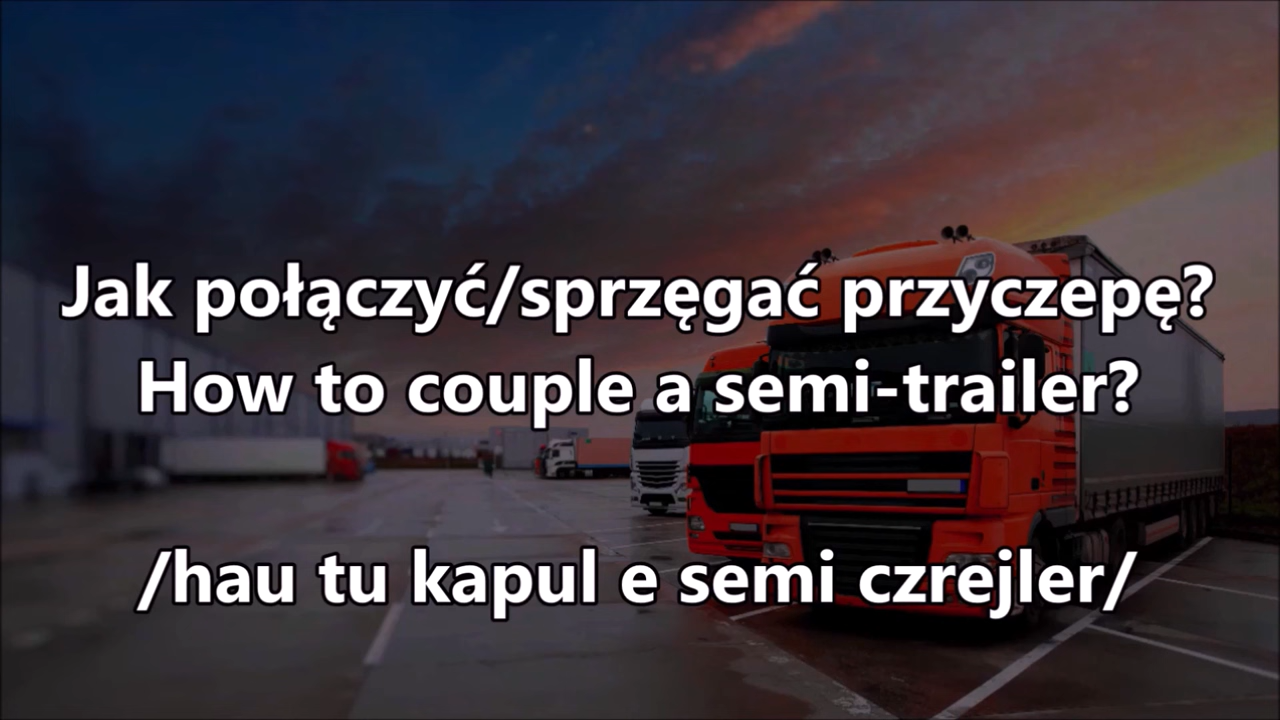 Jak połączyć/sprzęgać przyczepę?
How to couple a semi-trailer?
/hau tu kapul e semi czrejler/